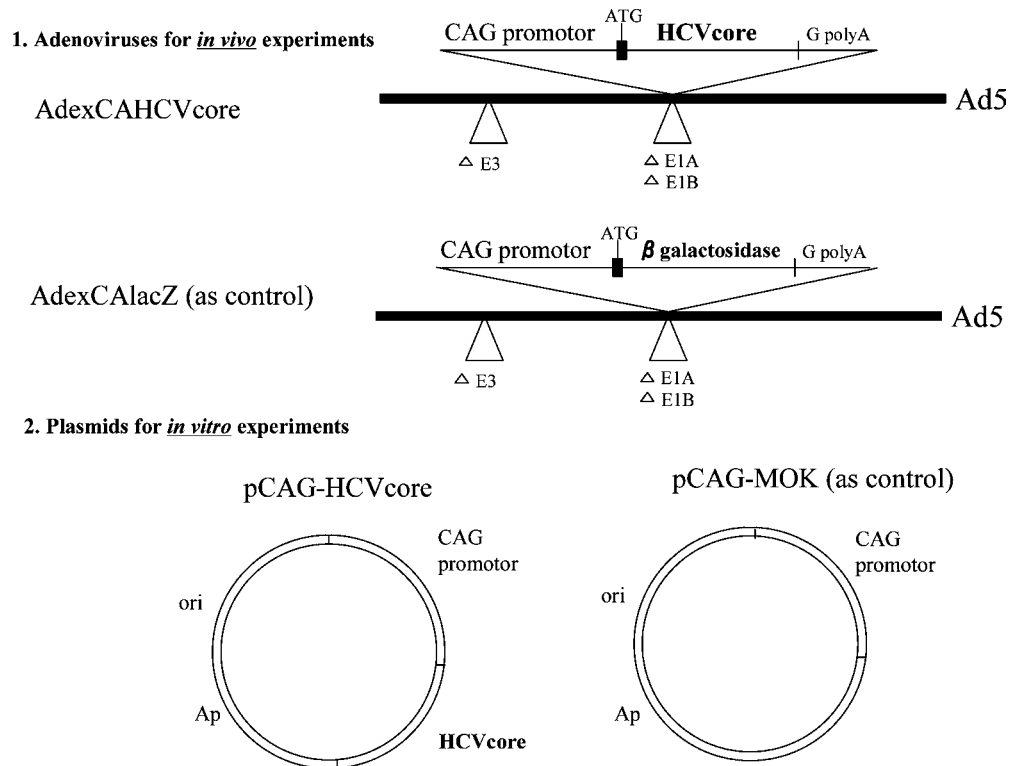 1. Adenoviruses for in vivo experiments
ATG
CAG promotor HCVcore G polyA
AdexCAHCVcore
Ad5
△ E3
△ E1A
△ E1B
ATG
CAG promotor β galactosidase G polyA
AdexCAlacZ (as control)
Ad5
△ E3
△ E1A
△ E1B
2. Plasmids for in vitro experiments
pCAG-HCVcore
CAG
promotor
ori
Ap
HCVcore
pCAG-MOK (as control)
CAG
promotor
ori
Ap